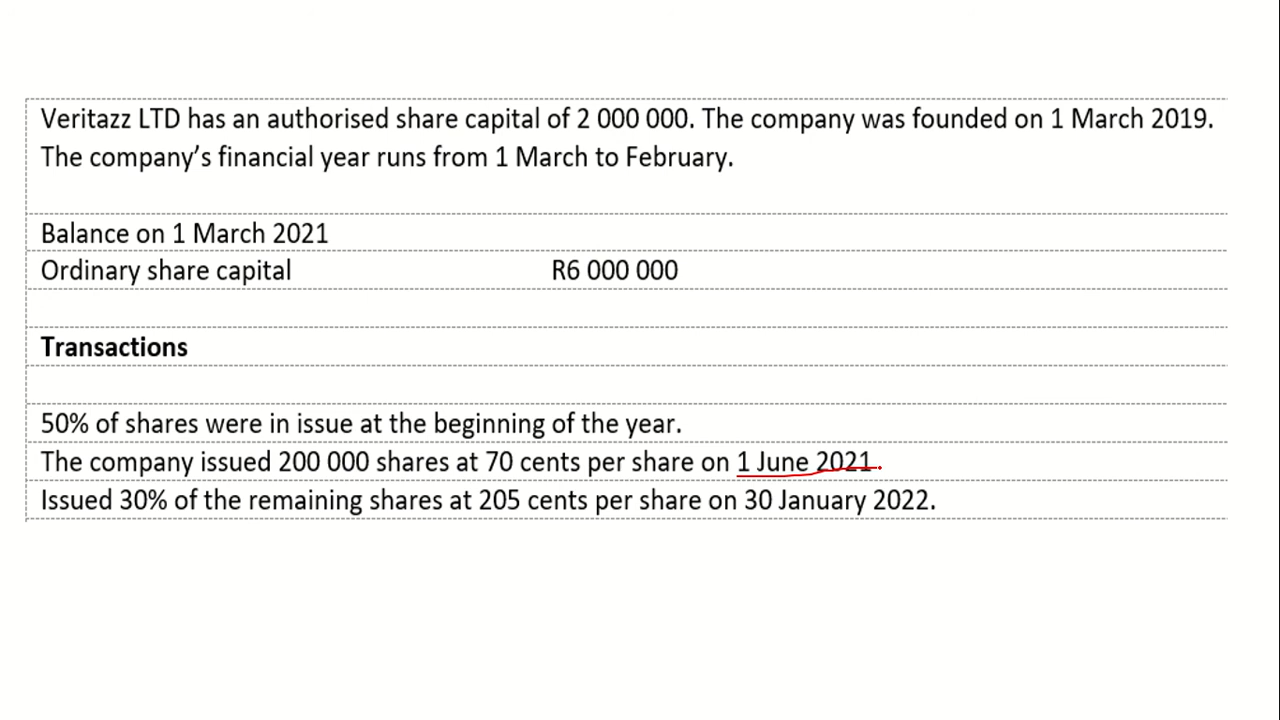 Veritazz LTD has an authorised share capital of 2 000 000. The company was founded on 1 March 2019.
The company's financial year runs from 1 March to February.
Balance on 1 March 2021
Ordinary share capital R6 000 000
Transactions
50% of shares were in issue at the beginning of the year.
The company issued 200 000 shares at 70 cents per share on 1 June 2021.
Issued 30% of the remaining shares at 205 cents per share on 30 January 2022.